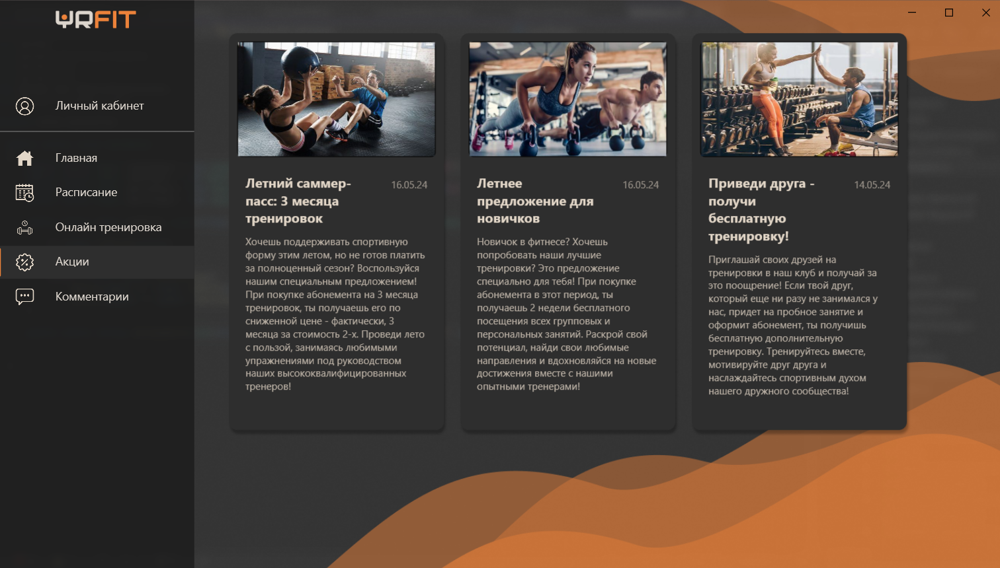 YRFIT
Личный кабинет
Главная
Расписание
Онлайн тренировка
Акции
Комментарии
Летний саммер-
пасс: 3 месяца
тренировок
16.05.24
Хочешь поддерживать спортивную
форму этим летом, но не готов платить
за полноценный сезон? Воспользуйся
нашим специальным предложением!
При покупке абонемента на 3 месяца
тренировок, ты получаешь его по
сниженной цене - фактически, 3
месяца за стоимость 2-х. Проведи лето
с пользой, занимаясь любимыми
упражнениями под руководством
наших высококвалифицированных
тренеров!
Летнее
предложение для
новичков
16.05.24
Новичок в фитнесе? Хочешь
попробовать наши лучшие
тренировки? Это предложение
специально для тебя! При покупке
абонемента в этот период, ты
получаешь 2 недели бесплатного
посещения всех групповых и
персональных занятий. Раскрой свой
потенциал, найди свои любимые
направления и вдохновляйся на новые
достижения вместе с нашими
опытными тренерами!
Приведи друга -
получи
бесплатную
тренировку!
14.05.24
Приглашай своих друзей на
тренировки в наш клуб и получай за
это поощрение! Если твой друг,
который еще ни разу не занимался у
нас, придет на пробное занятие и
оформит абонемент, ты получишь
бесплатную дополнительную
тренировку. Тренируйтесь вместе,
мотивируйте друг друга и
наслаждайтесь спортивным духом
нашего дружного сообщества!